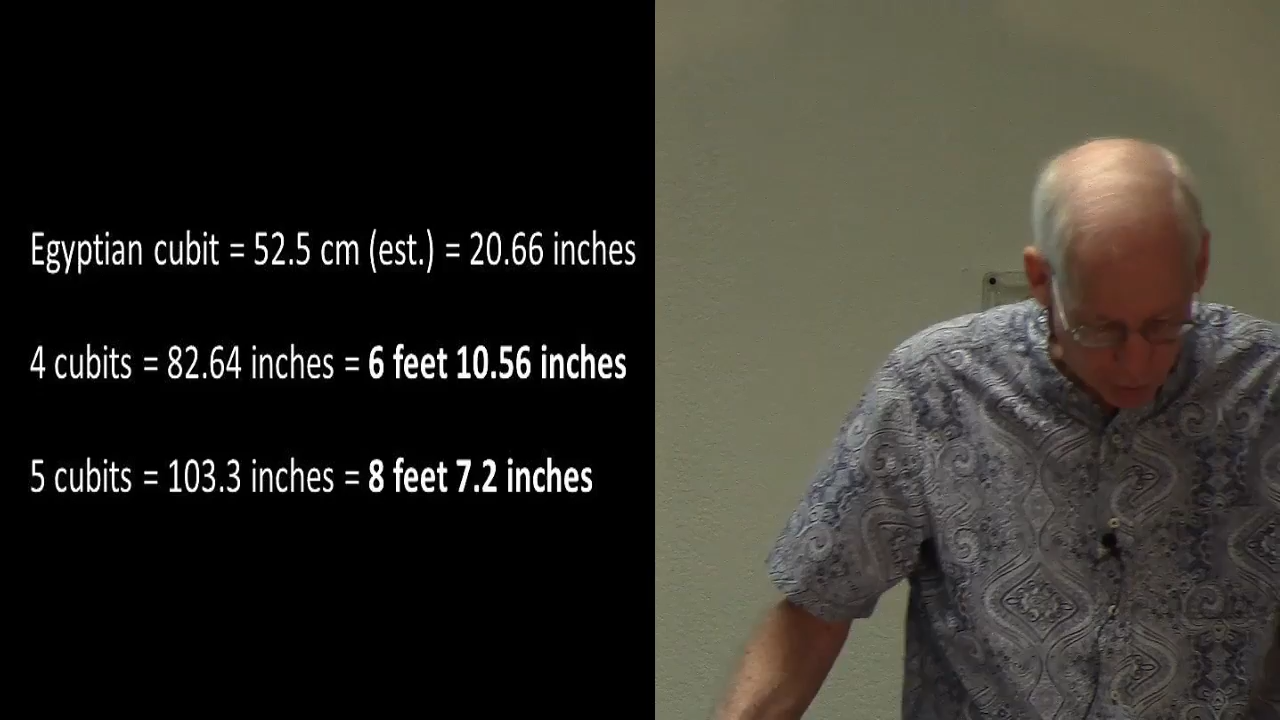 Egyptian cubit = 52.5 cm (est.) = 20.66 inches
4 cubits = 82.64 inches = 6 feet 10.56 inches
5 cubits = 103.3 inches = 8 feet 7.2 inches